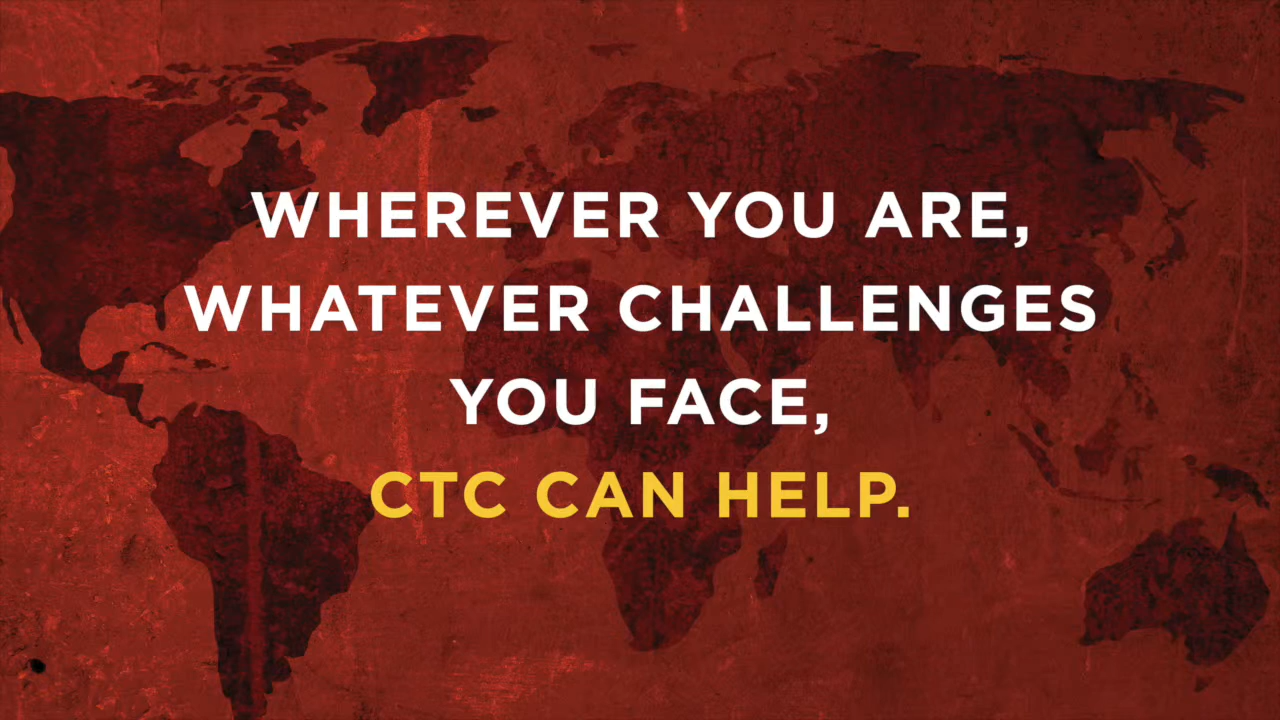 WHEREVER YOU ARE,
WHATEVER CHALLENGES
YOU FACE,
CTC CAN HELP.